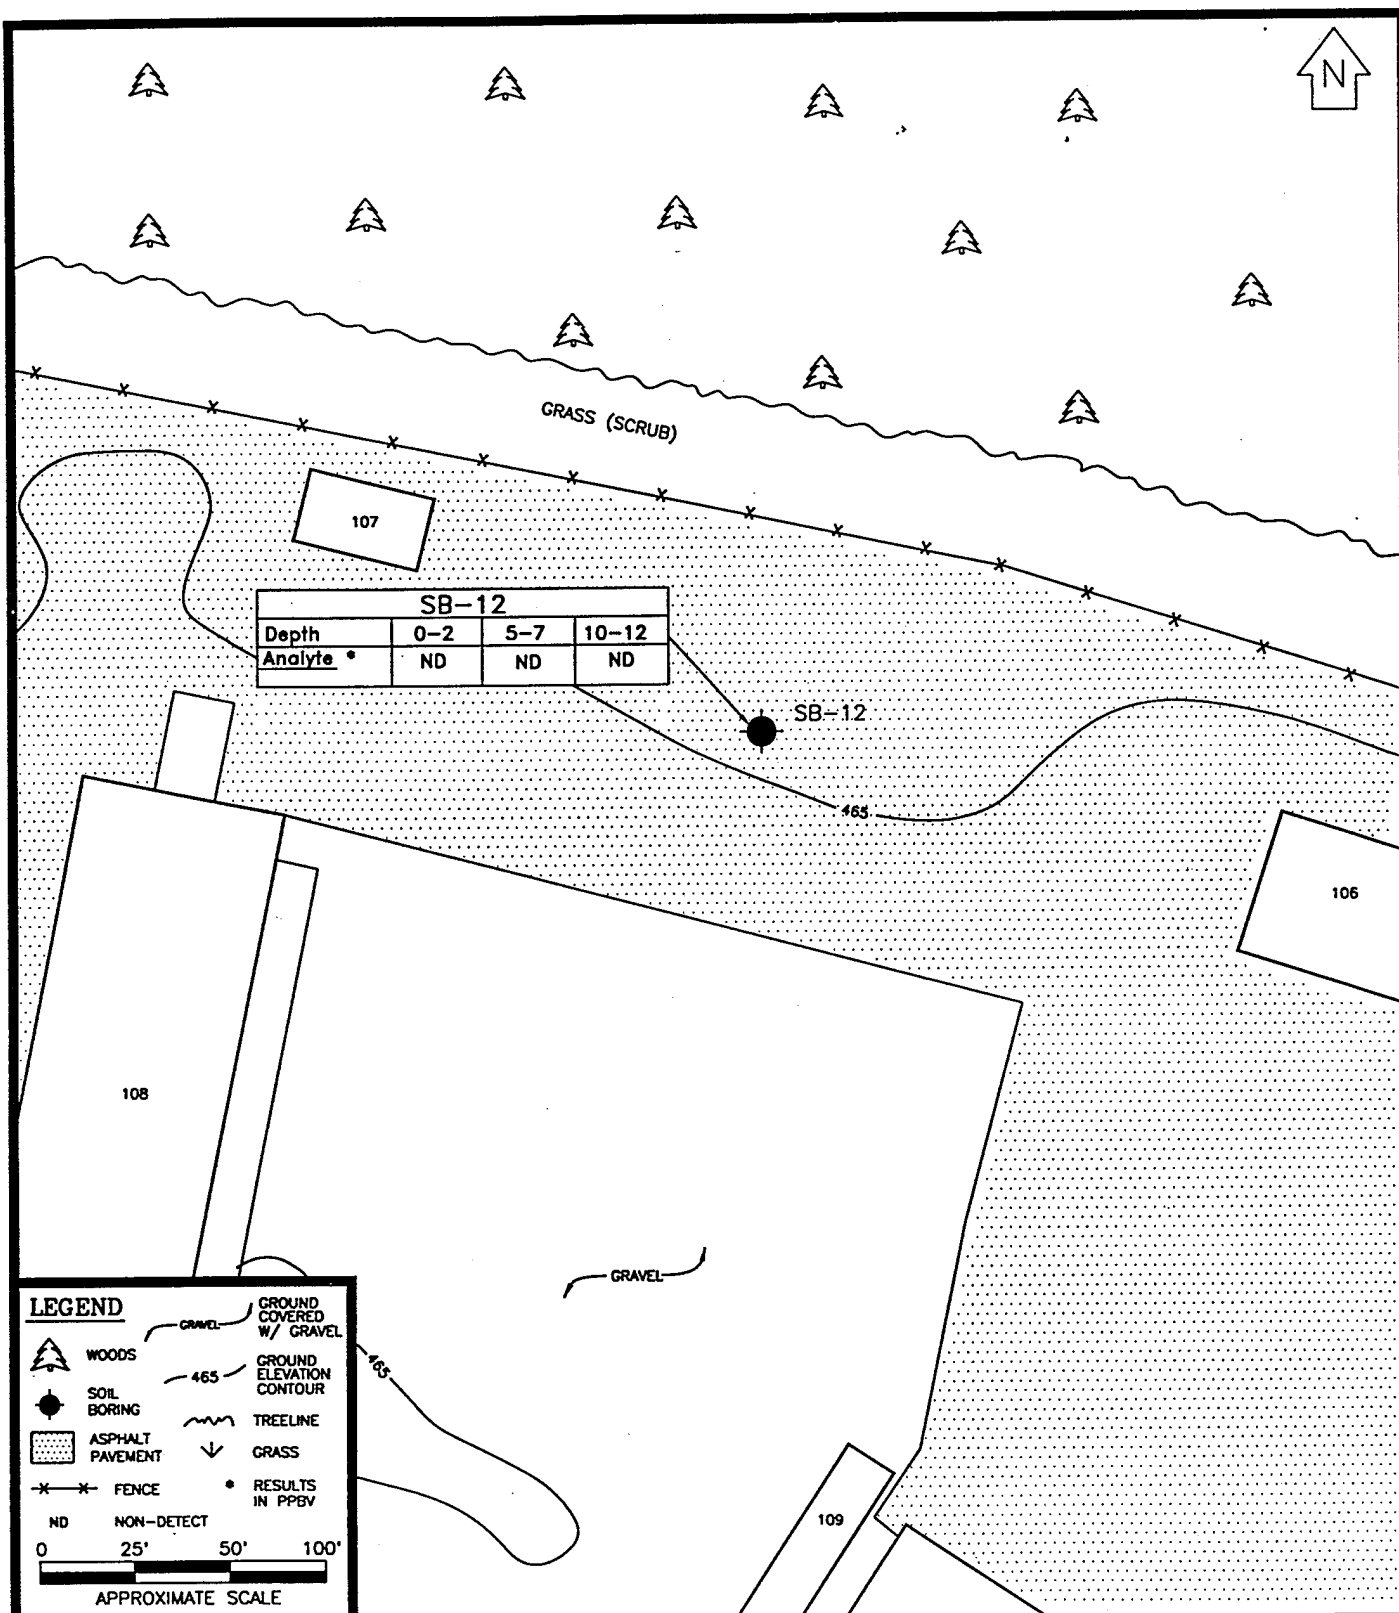 N
GRASS (SCRUB)
107
SB-12
Depth 0-2 5-7 10-12
Analyte * ND ND ND
SB-12
465
106
108
GRAVEL
465
109
LEGEND
WOODS
SOIL
BORING
ASPHALT
PAVEMENT
FENCE
ND NON-DETECT
GRAVEL
GROUND
COVERED
W/ GRAVEL
465
GROUND
ELEVATION
CONTOUR
TREELINE
GRASS
* RESULTS
IN PPBV
0 25' 50' 100'
APPROXIMATE SCALE